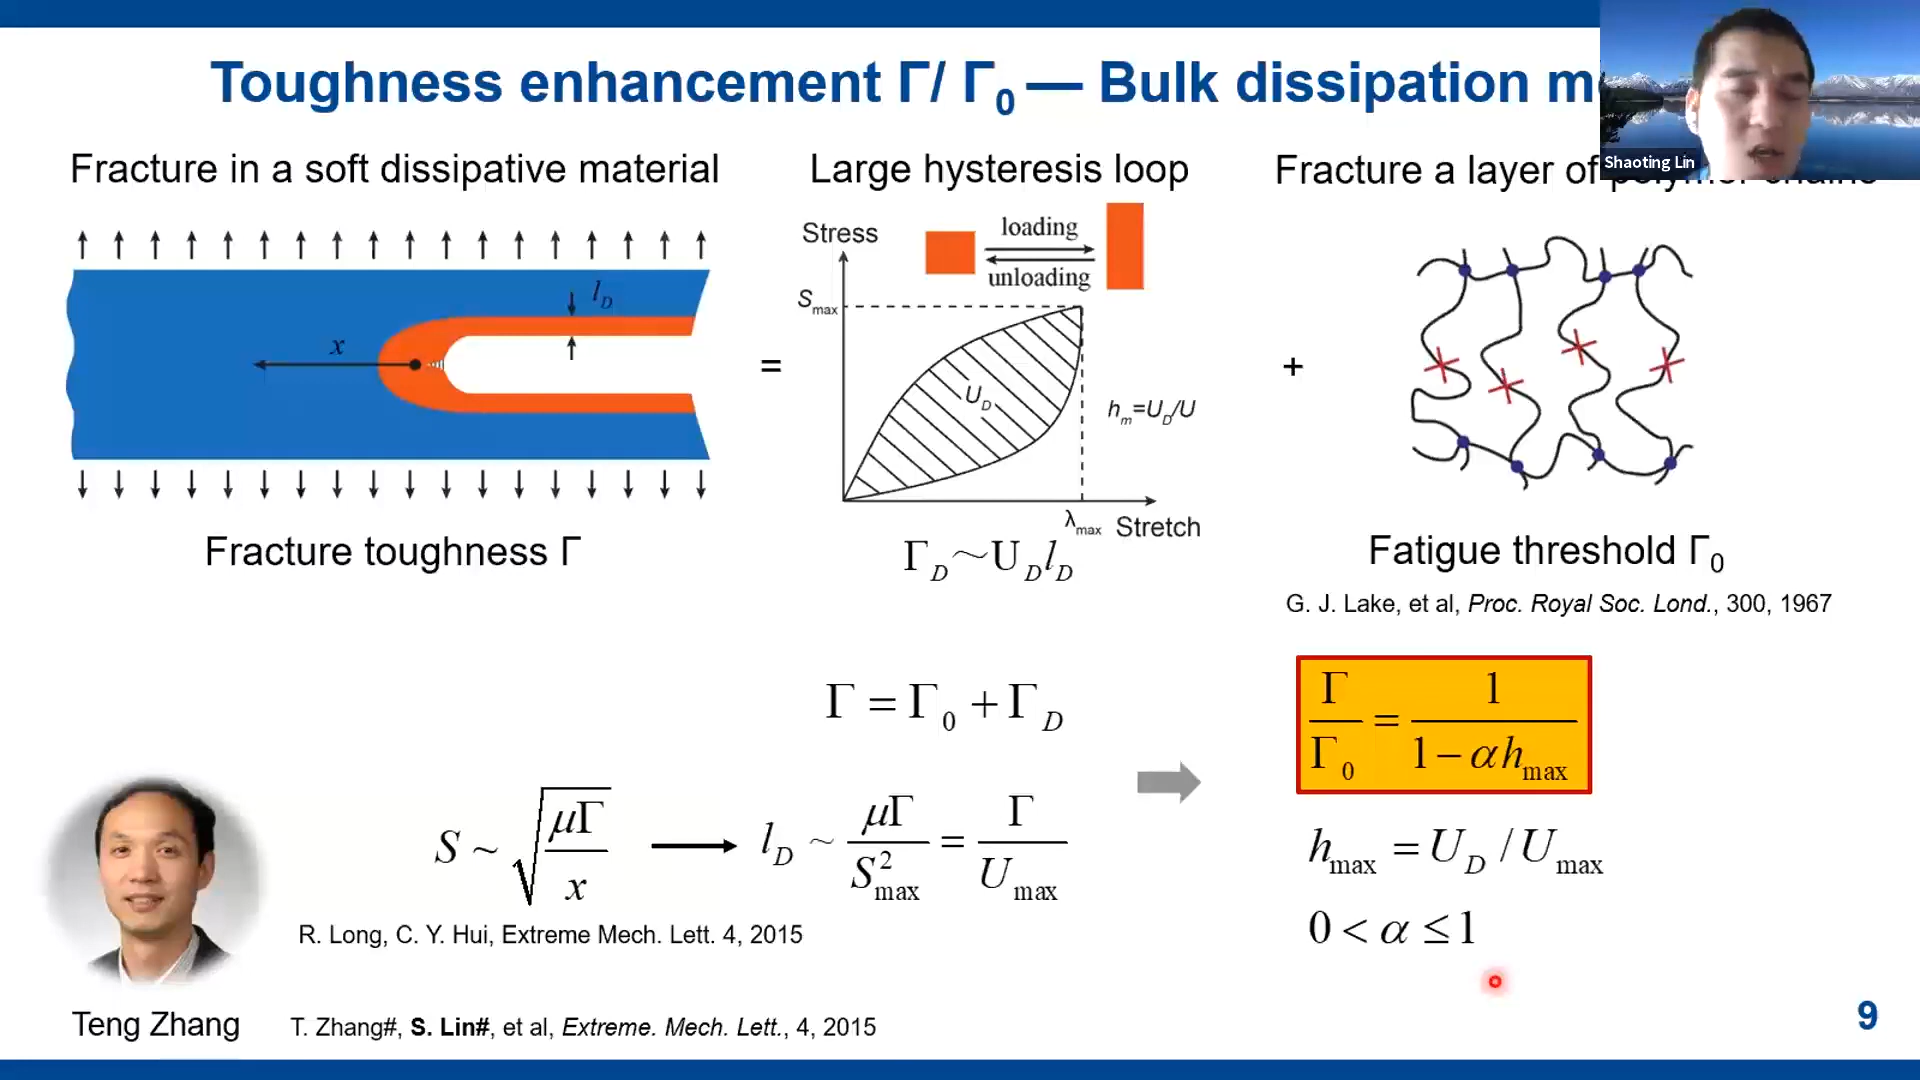 Toughness enhancement Γ/ Γ0 — Bulk dissipation
Shaoting Lin
Fracture in a soft dissipative material
Large hysteresis loop
Fracture a layer of polymer chains
Stress
loading
unloading
Smax
lD
x
=
UD
hm=UD/U
+
λmax
Stretch
Fracture toughness Γ
ΓD~UDlD
Fatigue threshold Γ0
G. J. Lake, et al, Proc. Royal Soc. Lond., 300, 1967
Γ = Γ0 + ΓD
Γ/Γ0 = 1/(1 − αhmax)
S ~ √(μΓ/x)
lD ~ μΓ/S²max = Γ/Umax
hmax = UD / Umax
0 < α ≤ 1
R. Long, C. Y. Hui, Extreme Mech. Lett. 4, 2015
Teng Zhang
T. Zhang#, S. Lin#, et al, Extreme. Mech. Lett., 4, 2015
9